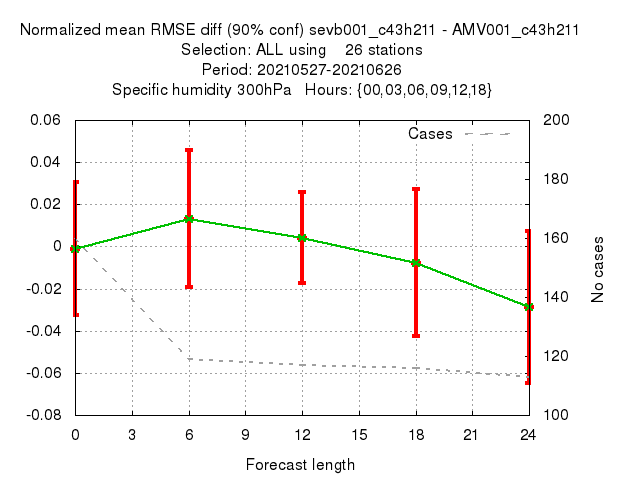 Normalized mean RMSE diff (90% conf) sevb001_c43h211 - AMV001_c43h211
Selection: ALL using    26 stations
Period: 20210527-20210626
Specific humidity 300hPa   Hours: {00,03,06,09,12,18}
Cases
0.06
0.04
0.02
0
-0.02
-0.04
-0.06
-0.08
200
180
160
140
120
100
No cases
0 3 6 9 12 15 18 21 24
Forecast length